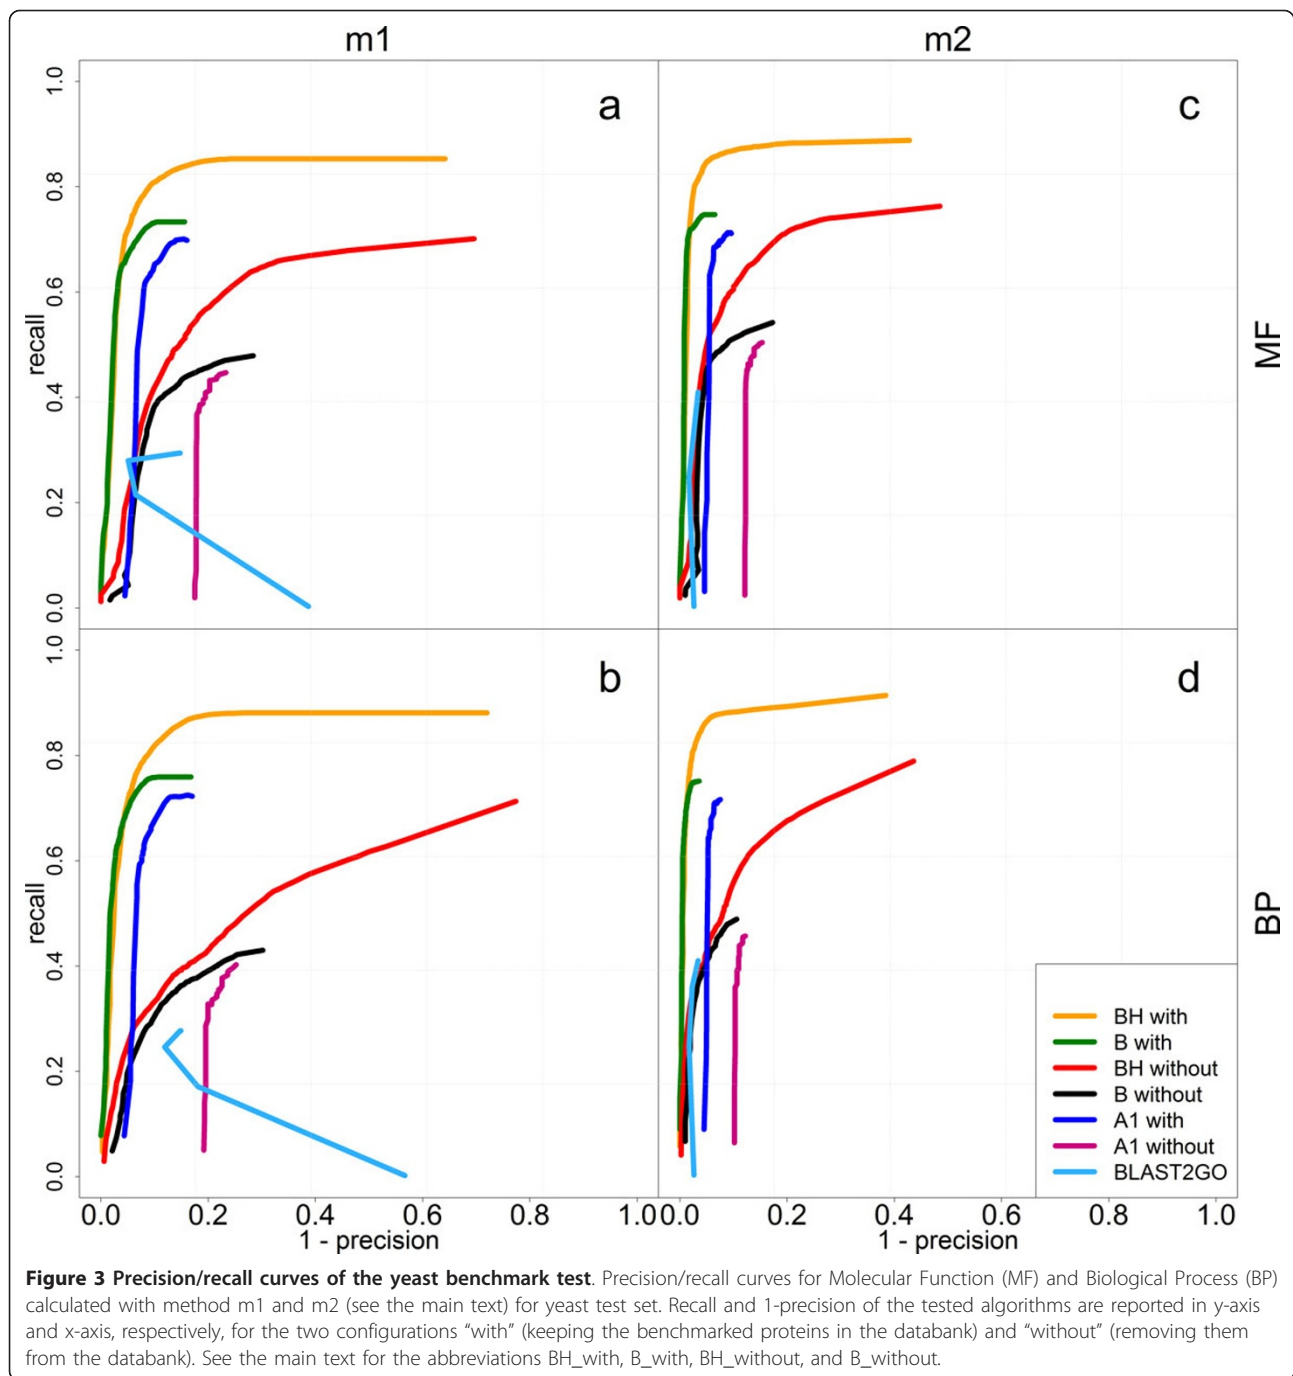 m1 m2
a
c
1.0
0.8
0.6
0.4
0.2
0.0
recall
MF
b
d
1.0
0.8
0.6
0.4
0.2
0.0
recall
BP
BH with
B with
BH without
B without
A1 with
A1 without
BLAST2GO
0.0 0.2 0.4 0.6 0.8 1.0 0.0 0.2 0.4 0.6 0.8 1.0
1 - precision 1 - precision
Figure 3 Precision/recall curves of the yeast benchmark test. Precision/recall curves for Molecular Function (MF) and Biological Process (BP)
calculated with method m1 and m2 (see the main text) for yeast test set. Recall and 1-precision of the tested algorithms are reported in y-axis
and x-axis, respectively, for the two configurations “with” (keeping the benchmarked proteins in the databank) and “without” (removing them
from the databank). See the main text for the abbreviations BH_with, B_with, BH_without, and B_without.